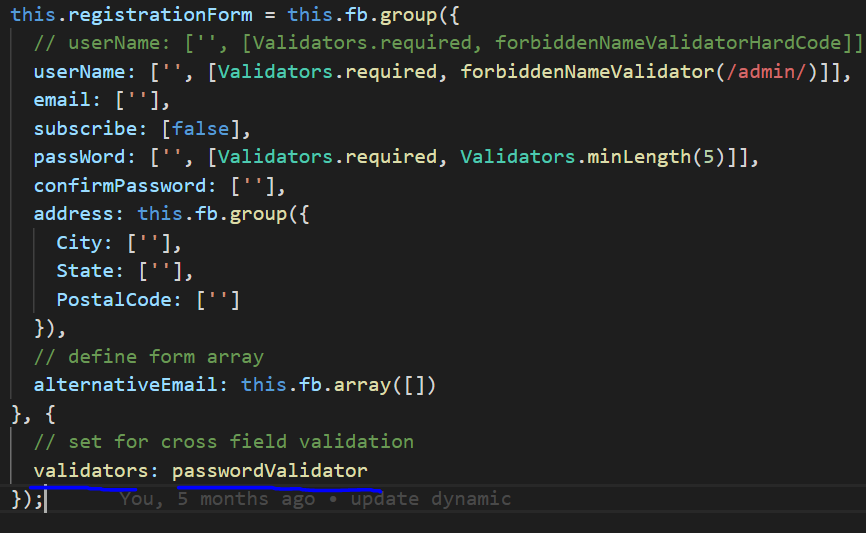 this.registrationForm = this.fb.group({
// userName: ['', [Validators.required, forbiddenNameValidatorHardCode]]
userName: ['', [Validators.required, forbiddenNameValidator(/admin/)]],
email: [''],
subscribe: [false],
passWord: ['', [Validators.required, Validators.minLength(5)]],
confirmPassword: [''],
address: this.fb.group({
City: [''],
State: [''],
PostalCode: ['']
}),
// define form array
alternativeEmail: this.fb.array([])
}, {
// set for cross field validation
validators: passwordValidator
});     You, 5 months ago • update dynamic